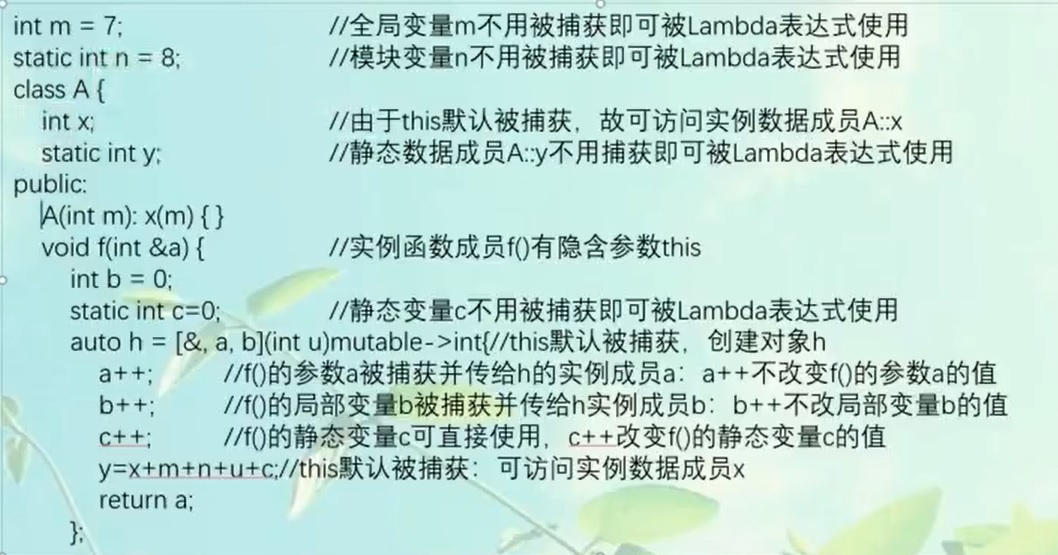 int m = 7; //全局变量m不用被捕获即可被Lambda表达式使用
static int n = 8; //模块变量n不用被捕获即可被Lambda表达式使用
class A {
int x; //由于this默认被捕获，故可访问实例数据成员A::x
static int y; //静态数据成员A::y不用捕获即可被Lambda表达式使用
public:
A(int m): x(m) { }
void f(int &a) { //实例函数成员f()有隐含参数this
int b = 0;
static int c=0; //静态变量c不用被捕获即可被Lambda表达式使用
auto h = [&, a, b](int u)mutable->int{//this默认被捕获，创建对象h
a++; //f()的参数a被捕获并传给h的实例成员a：a++不改变f()的参数a的值
b++; //f()的局部变量b被捕获并传给h实例成员b：b++不改局部变量b的值
c++; //f()的静态变量c可直接使用，c++改变f()的静态变量c的值
y=x+m+n+u+c;//this默认被捕获：可访问实例数据成员x
return a;
};